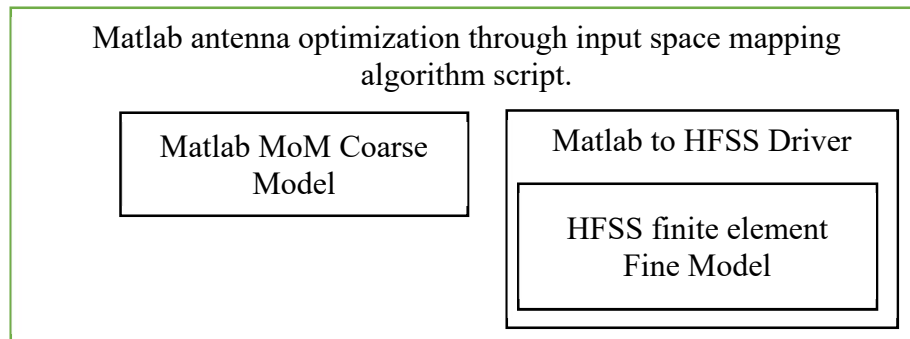 Matlab antenna optimization through input space mapping
algorithm script.
Matlab MoM Coarse
Model
Matlab to HFSS Driver
HFSS finite element
Fine Model